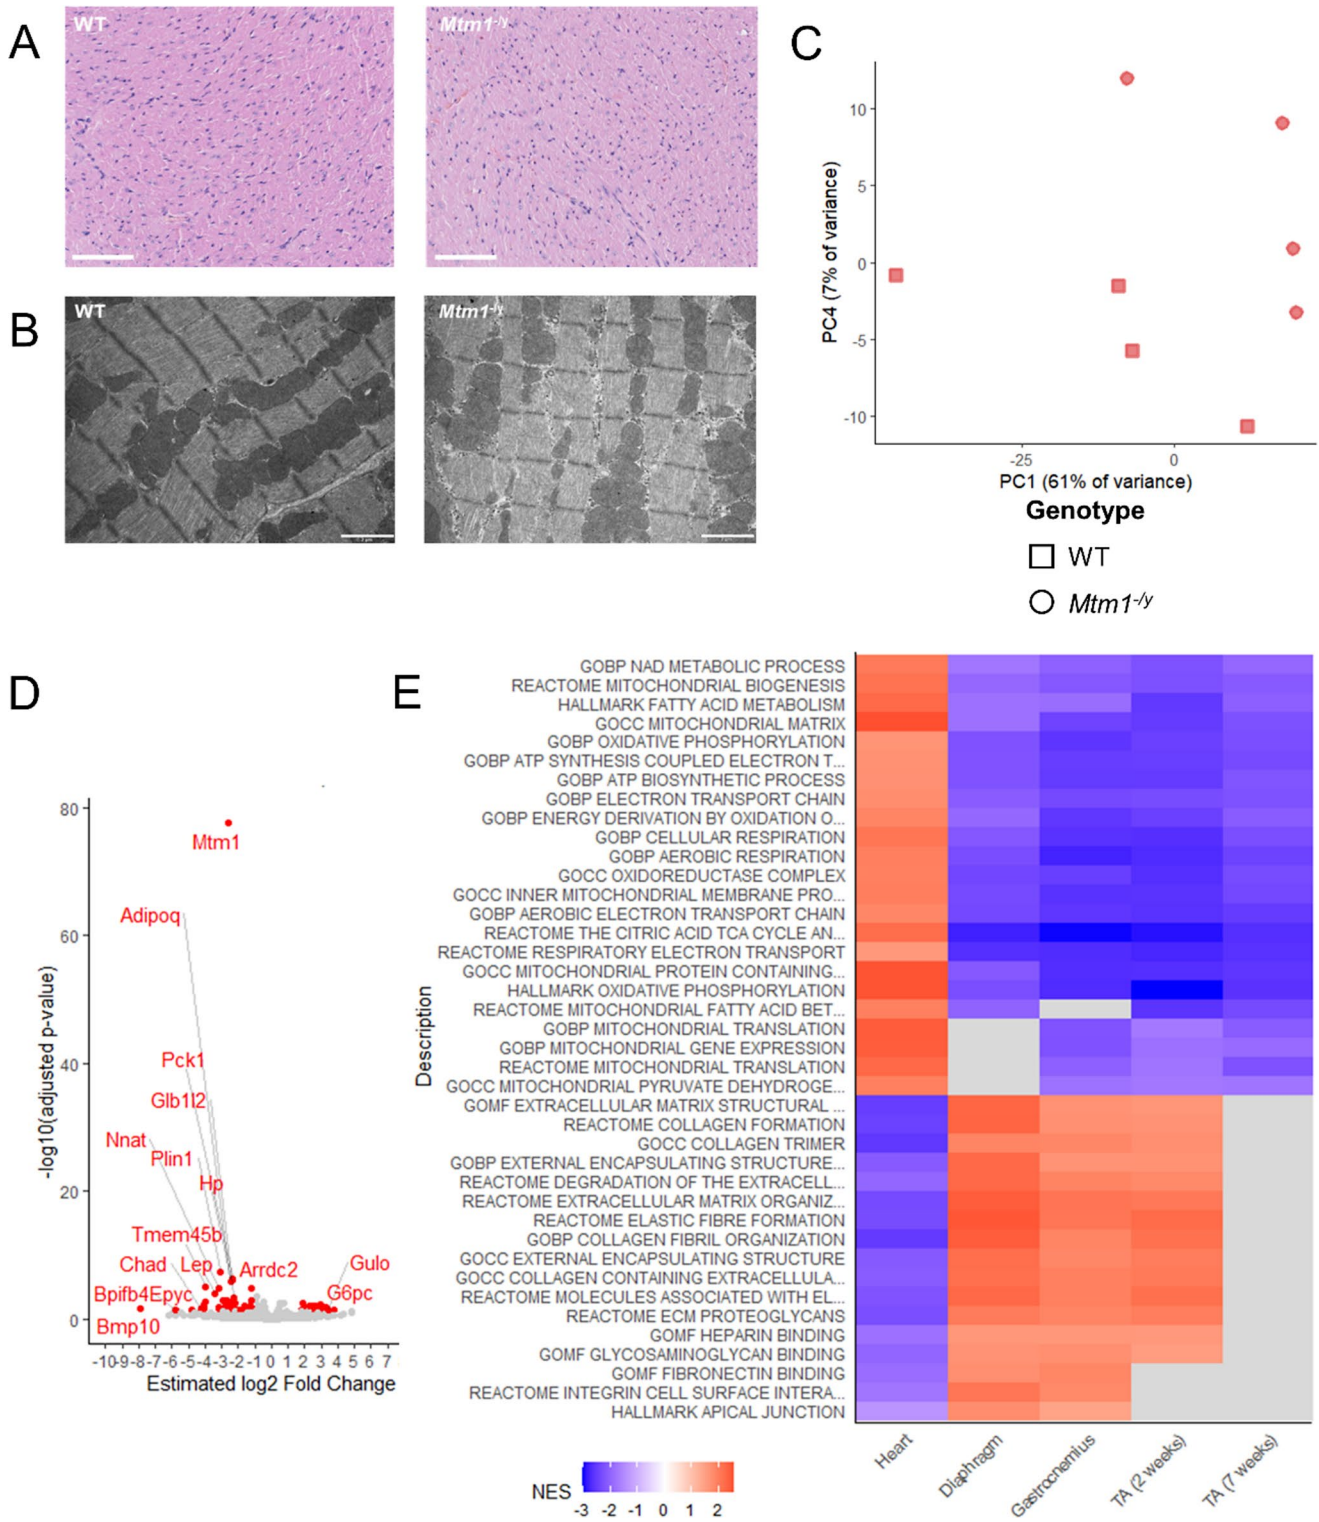 A
WT
Mtm1-/y
B
WT
Mtm1-/y
C
10
5
0
-5
-10
PC4 (7% of variance)
-25
0
PC1 (61% of variance)
Genotype
WT
Mtm1-/y
D
80
60
40
20
0
-log10(adjusted p-value)
Mtm1
Adipoq
Pck1
Glb1l2
Nnat
Plin1
Hp
Tmem45b
Chad
Lep
Arrdc2
Gulo
Bpifb4
Epyc
G6pc
Bmp10
-10 -9 -8 -7 -6 -5 -4 -3 -2 -1 0 1 2 3 4 5 6 7
Estimated log2 Fold Change
E
Description
GOBP NAD METABOLIC PROCESS
REACTOME MITOCHONDRIAL BIOGENESIS
HALLMARK FATTY ACID METABOLISM
GOCC MITOCHONDRIAL MATRIX
GOBP OXIDATIVE PHOSPHORYLATION
GOBP ATP SYNTHESIS COUPLED ELECTRON T...
GOBP ATP BIOSYNTHETIC PROCESS
GOBP ELECTRON TRANSPORT CHAIN
GOBP ENERGY DERIVATION BY OXIDATION O...
GOBP CELLULAR RESPIRATION
GOBP AEROBIC RESPIRATION
GOCC OXIDOREDUCTASE COMPLEX
GOCC INNER MITOCHONDRIAL MEMBRANE PRO...
GOBP AEROBIC ELECTRON TRANSPORT CHAIN
REACTOME THE CITRIC ACID TCA CYCLE AN...
REACTOME RESPIRATORY ELECTRON TRANSPORT
GOCC MITOCHONDRIAL PROTEIN CONTAINING...
HALLMARK OXIDATIVE PHOSPHORYLATION
REACTOME MITOCHONDRIAL FATTY ACID BET...
GOBP MITOCHONDRIAL TRANSLATION
GOBP MITOCHONDRIAL GENE EXPRESSION
REACTOME MITOCHONDRIAL TRANSLATION
GOCC MITOCHONDRIAL PYRUVATE DEHYDROGE...
GOMF EXTRACELLULAR MATRIX STRUCTURAL ...
REACTOME COLLAGEN FORMATION
GOCC COLLAGEN TRIMER
GOBP EXTERNAL ENCAPSULATING STRUCTURE...
REACTOME DEGRADATION OF THE EXTRACELL...
REACTOME EXTRACELLULAR MATRIX ORGANIZ...
REACTOME ELASTIC FIBRE FORMATION
GOBP COLLAGEN FIBRIL ORGANIZATION
GOCC EXTERNAL ENCAPSULATING STRUCTURE
GOCC COLLAGEN CONTAINING EXTRACELLULA...
REACTOME MOLECULES ASSOCIATED WITH EL...
REACTOME ECM PROTEOGLYCANS
GOMF HEPARIN BINDING
GOMF GLYCOSAMINOGLYCAN BINDING
GOMF FIBRONECTIN BINDING
REACTOME INTEGRIN CELL SURFACE INTERA...
HALLMARK APICAL JUNCTION
Heart
Diaphragm
Gastrocnemius
TA (2 weeks)
TA (7 weeks)
NES
-3 -2 -1 0 1 2